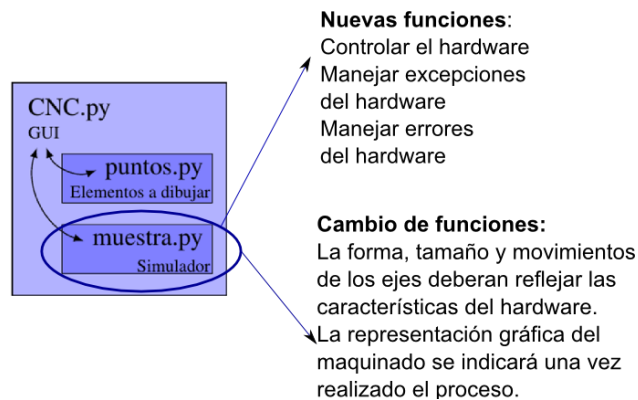 CNC.py
GUI
puntos.py
Elementos a dibujar
muestra.py
Simulador
Nuevas funciones:
Controlar el hardware
Manejar excepciones
del hardware
Manejar errores
del hardware
Cambio de funciones:
La forma, tamaño y movimientos
de los ejes deberan reflejar las
características del hardware.
La representación gráfica del
maquinado se indicará una vez
realizado el proceso.